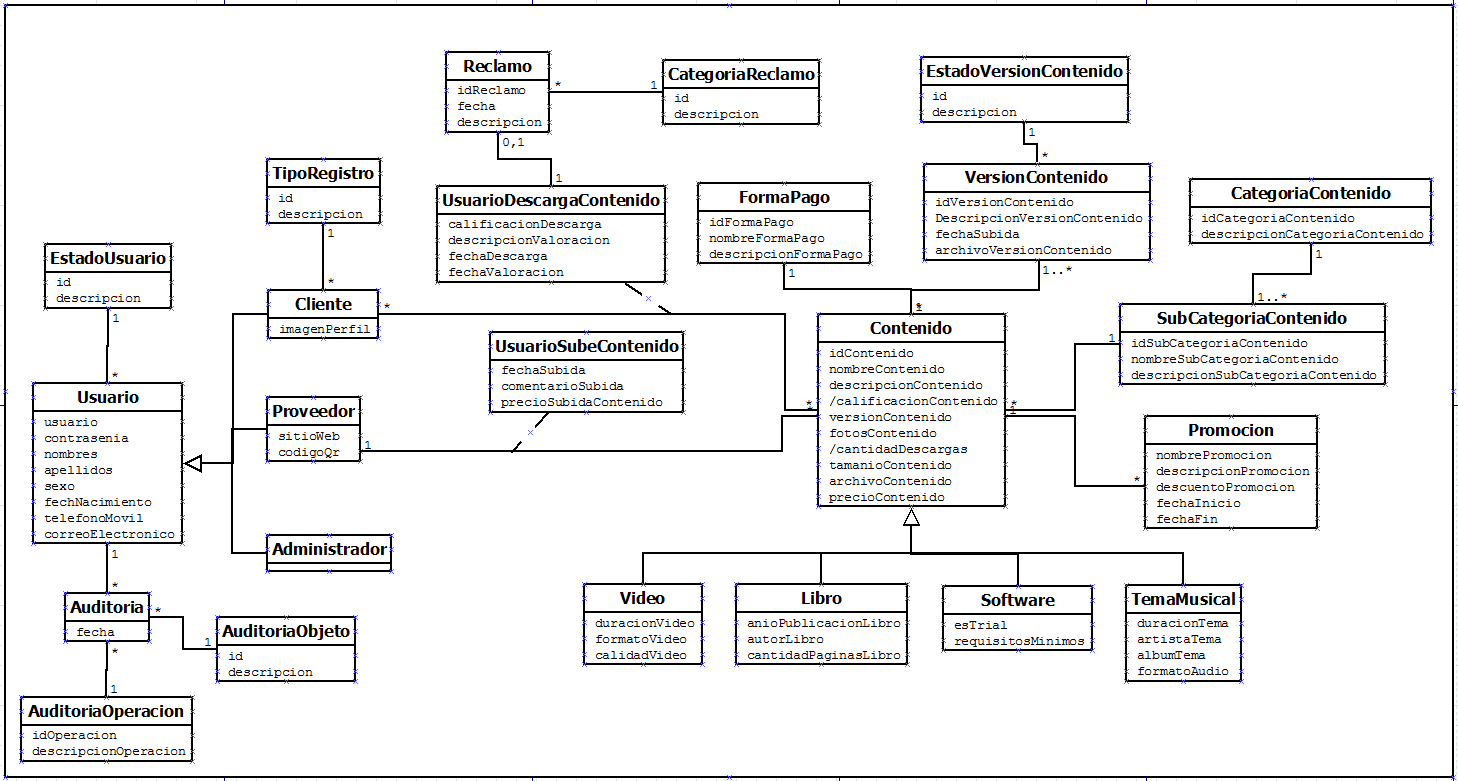 Reclamo
idReclamo
fecha
descripcion
*
1
CategoriaReclamo
id
descripcion
EstadoVersionContenido
id
descripcion
1
*
0,1
1
TipoRegistro
id
descripcion
1
*
UsuarioDescargaContenido
calificacionDescarga
descripcionValoracion
fechaDescarga
fechaValoracion
FormaPago
idFormaPago
nombreFormaPago
descripcionFormaPago
1
VersionContenido
idVersionContenido
DescripcionVersionContenido
fechaSubida
archivoVersionContenido
1..*
CategoriaContenido
idCategoriaContenido
descripcionCategoriaContenido
1
1..*
EstadoUsuario
id
descripcion
1
*
Cliente
imagenPerfil
*
UsuarioSubeContenido
fechaSubida
comentarioSubida
precioSubidaContenido
*
1
Contenido
idContenido
nombreContenido
descripcionContenido
/calificacionContenido
versionContenido
fotosContenido
/cantidadDescargas
tamanioContenido
archivoContenido
precioContenido
*
*
*
1
SubCategoriaContenido
idSubCategoriaContenido
nombreSubCategoriaContenido
descripcionSubCategoriaContenido
1
Usuario
usuario
contrasenia
nombres
apellidos
sexo
fechNacimiento
telefonoMovil
correoElectronico
Proveedor
sitioWeb
codigoQr
1
Promocion
nombrePromocion
descripcionPromocion
descuentoPromocion
fechaInicio
fechaFin
*
Administrador
1
*
Auditoria
fecha
*
1
AuditoriaObjeto
id
descripcion
*
1
AuditoriaOperacion
idOperacion
descripcionOperacion
Video
duracionVideo
formatoVideo
calidadVideo
Libro
anioPublicacionLibro
autorLibro
cantidadPaginasLibro
Software
esTrial
requisitosMinimos
TemaMusical
duracionTema
artistaTema
albumTema
formatoAudio